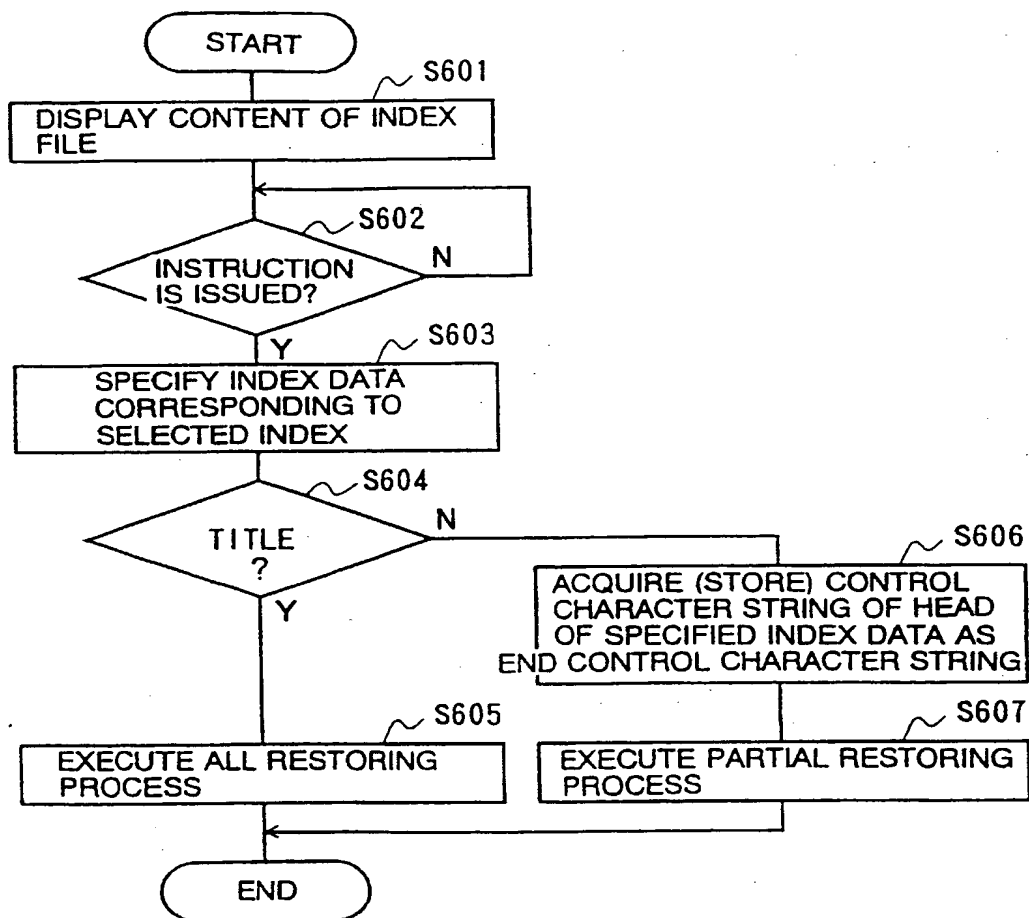 START
S601
DISPLAY CONTENT OF INDEX
FILE
S602
INSTRUCTION
IS ISSUED?
N
Y
S603
SPECIFY INDEX DATA
CORRESPONDING TO
SELECTED INDEX
S604
TITLE
?
N
Y
S606
ACQUIRE (STORE) CONTROL
CHARACTER STRING OF HEAD
OF SPECIFIED INDEX DATA AS
END CONTROL CHARACTER STRING
S605
EXECUTE ALL RESTORING
PROCESS
S607
EXECUTE PARTIAL RESTORING
PROCESS
END